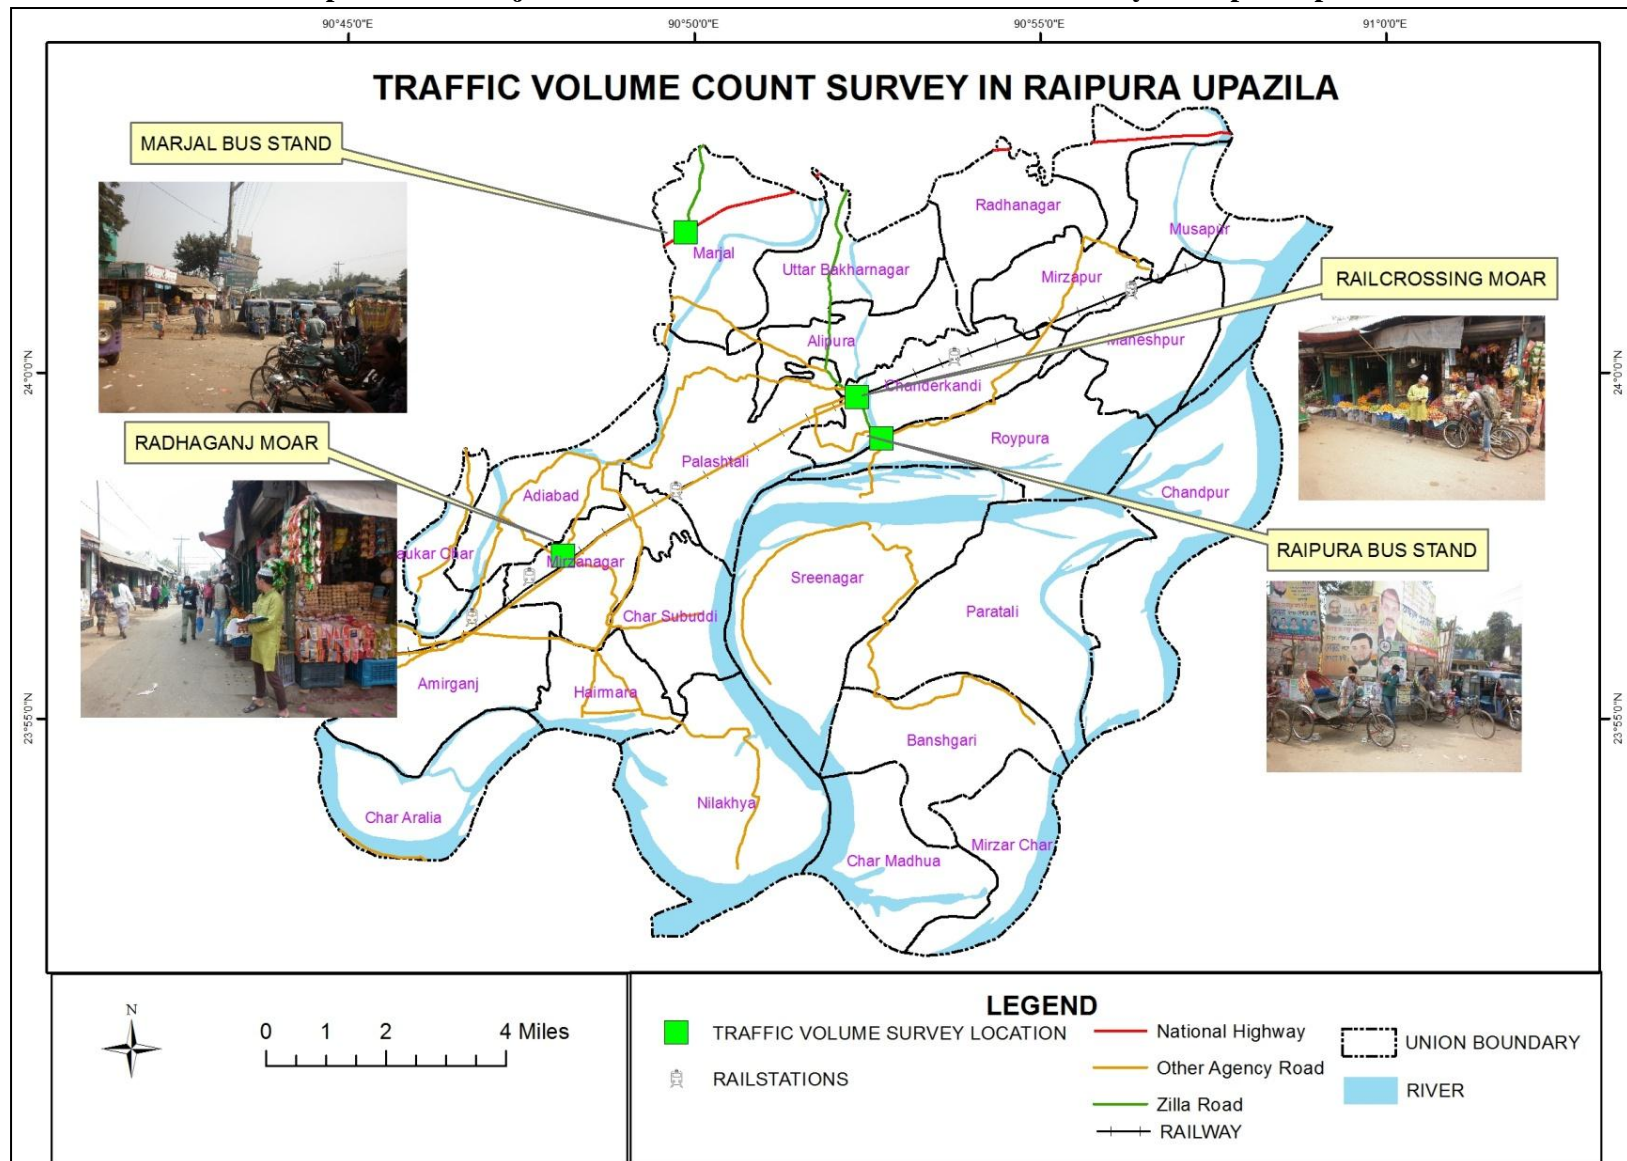 90°45'0"E
90°50'0"E
90°55'0"E
91°0'0"E
TRAFFIC VOLUME COUNT SURVEY IN RAIPURA UPAZILA
MARJAL BUS STAND
Radhanagar
Musapur
Marjal
Uttar Bakharnagar
Mirzapur
RAILCROSSING MOAR
Alipura
Maneshpur
24°0'0"N
24°0'0"N
Chanderkandi
RADHAGANJ MOAR
Roypura
Palashtali
Adiabad
Chandpur
aukar Char
Mirzanagar
RAIPURA BUS STAND
Sreenagar
Char Subuddi
Paratali
Amirganj
Hairmara
23°55'0"N
23°55'0"N
Banshgari
Nilakhya
Char Aralia
Mirzar Char
Char Madhua
N
0 1 2 4 Miles
LEGEND
TRAFFIC VOLUME SURVEY LOCATION
RAILSTATIONS
National Highway
Other Agency Road
Zilla Road
RAILWAY
UNION BOUNDARY
RIVER